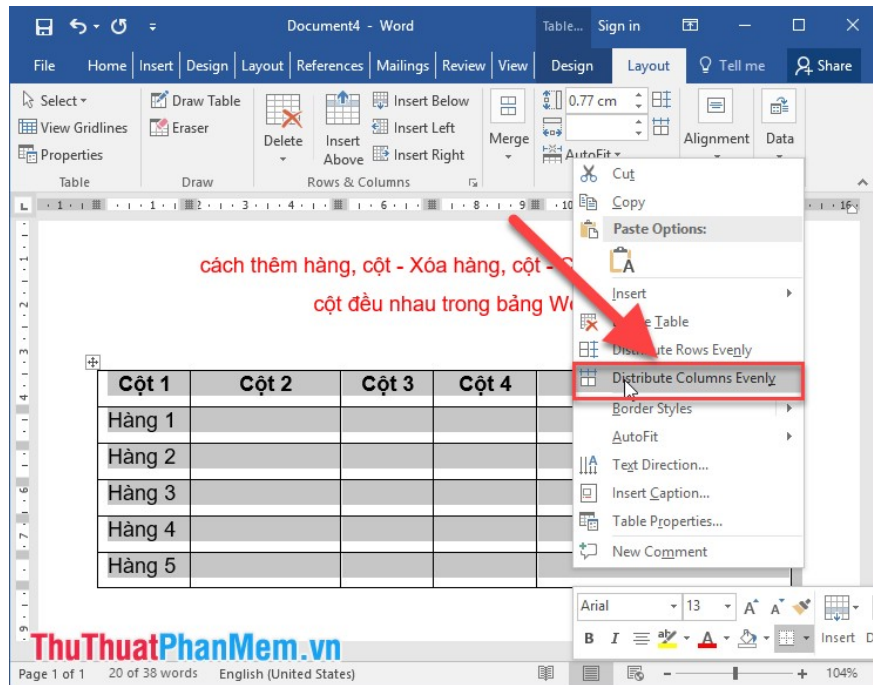 Document4 - Word
Table... Sign in
File Home Insert Design Layout References Mailings Review View Design Layout Tell me Share
Select
View Gridlines
Properties
Table
Draw Table
Eraser
Draw
Delete
Insert Above
Insert Below
Insert Left
Insert Right
Rows & Columns
Merge
0.77 cm
AutoFit
Alignment
Data
cách thêm hàng, cột - Xóa hàng, cột -
cột đều nhau trong bảng
Cột 1 Cột 2 Cột 3 Cột 4
Hàng 1
Hàng 2
Hàng 3
Hàng 4
Hàng 5
Cut
Copy
Paste Options:
Insert
Table
Distribute Rows Evenly
Distribute Columns Evenly
Border Styles
AutoFit
Text Direction...
Insert Caption...
Table Properties...
New Comment
Arial 13
B I Insert
ThuThuatPhanMem.vn
Page 1 of 1 20 of 38 words English (United States) 104%